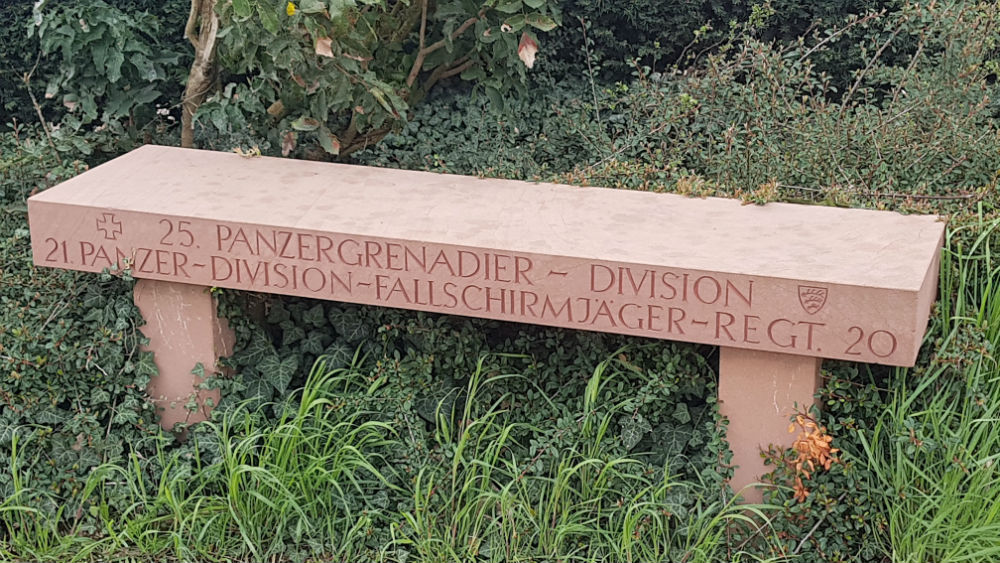 25. PANZERGRENADIER - DIVISION
21. PANZER-DIVISION-FALLSCHIRMJÄGER-REGT. 20